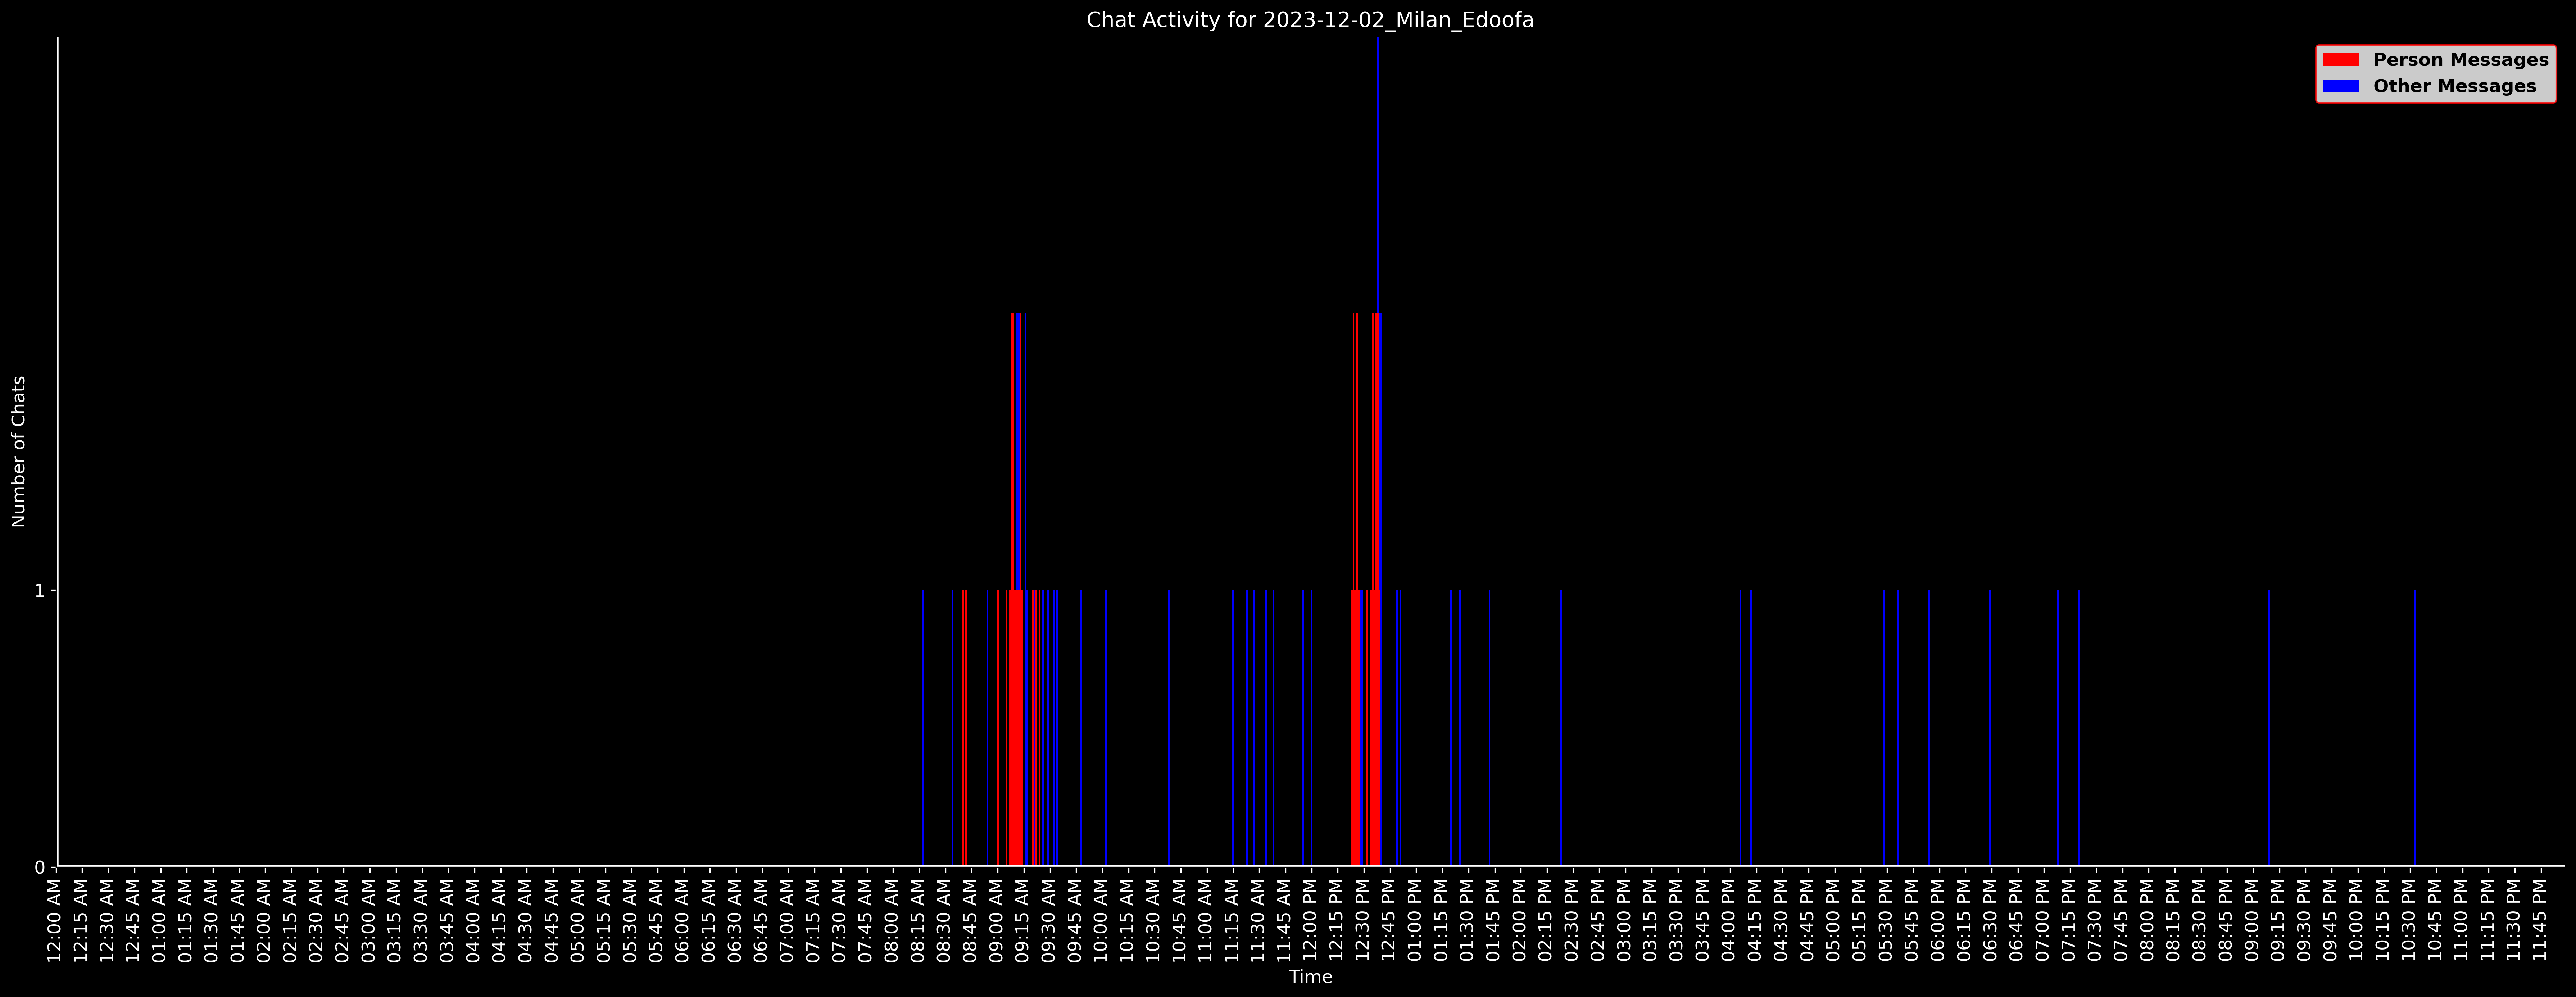 Chat Activity for 2023-12-02_Milan_Edoofa
Person Messages
Other Messages
Number of Chats
1
0
12:00 AM
12:15 AM
12:30 AM
12:45 AM
01:00 AM
01:15 AM
01:30 AM
01:45 AM
02:00 AM
02:15 AM
02:30 AM
02:45 AM
03:00 AM
03:15 AM
03:30 AM
03:45 AM
04:00 AM
04:15 AM
04:30 AM
04:45 AM
05:00 AM
05:15 AM
05:30 AM
05:45 AM
06:00 AM
06:15 AM
06:30 AM
06:45 AM
07:00 AM
07:15 AM
07:30 AM
07:45 AM
08:00 AM
08:15 AM
08:30 AM
08:45 AM
09:00 AM
09:15 AM
09:30 AM
09:45 AM
10:00 AM
10:15 AM
10:30 AM
10:45 AM
11:00 AM
11:15 AM
11:30 AM
11:45 AM
12:00 PM
12:15 PM
12:30 PM
12:45 PM
01:00 PM
01:15 PM
01:30 PM
01:45 PM
02:00 PM
02:15 PM
02:30 PM
02:45 PM
03:00 PM
03:15 PM
03:30 PM
03:45 PM
04:00 PM
04:15 PM
04:30 PM
04:45 PM
05:00 PM
05:15 PM
05:30 PM
05:45 PM
06:00 PM
06:15 PM
06:30 PM
06:45 PM
07:00 PM
07:15 PM
07:30 PM
07:45 PM
08:00 PM
08:15 PM
08:30 PM
08:45 PM
09:00 PM
09:15 PM
09:30 PM
09:45 PM
10:00 PM
10:15 PM
10:30 PM
10:45 PM
11:00 PM
11:15 PM
11:30 PM
11:45 PM
Time